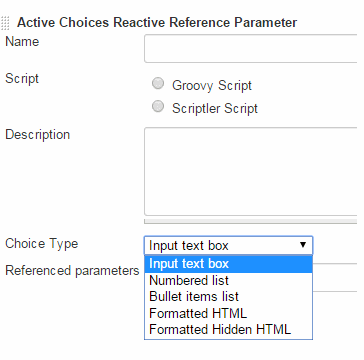 Active Choices Reactive Reference Parameter
Name
Script
Groovy Script
Scriptler Script
Description
Choice Type
Input text box
Input text box
Numbered list
Bullet items list
Formatted HTML
Formatted Hidden HTML
Referenced parameters